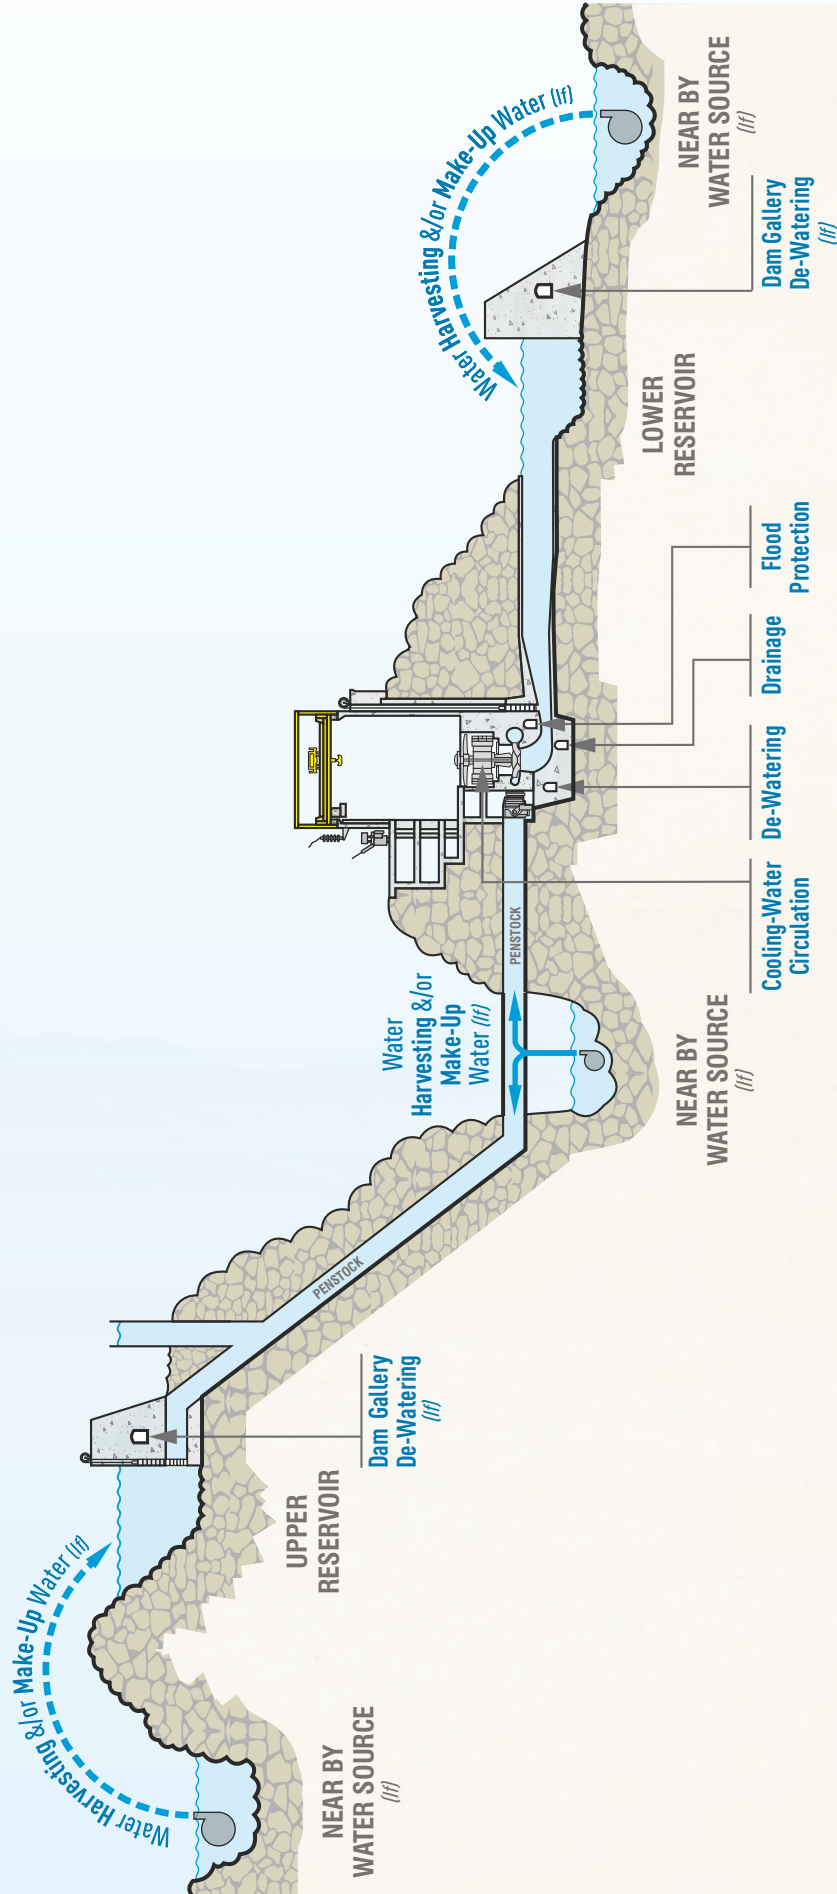 Water Harvesting &/or Make-Up Water (If)
NEAR BY
WATER SOURCE
(If)
UPPER
RESERVOIR
Dam Gallery
De-Watering
(If)
PENSTOCK
Water
Harvesting &/or
Make-Up
Water (If)
NEAR BY
WATER SOURCE
(If)
PENSTOCK
Cooling-Water
Circulation
De-Watering
Drainage
Flood
Protection
LOWER
RESERVOIR
Water Harvesting &/or Make-Up Water (If)
Dam Gallery
De-Watering
(If)
NEAR BY
WATER SOURCE
(If)